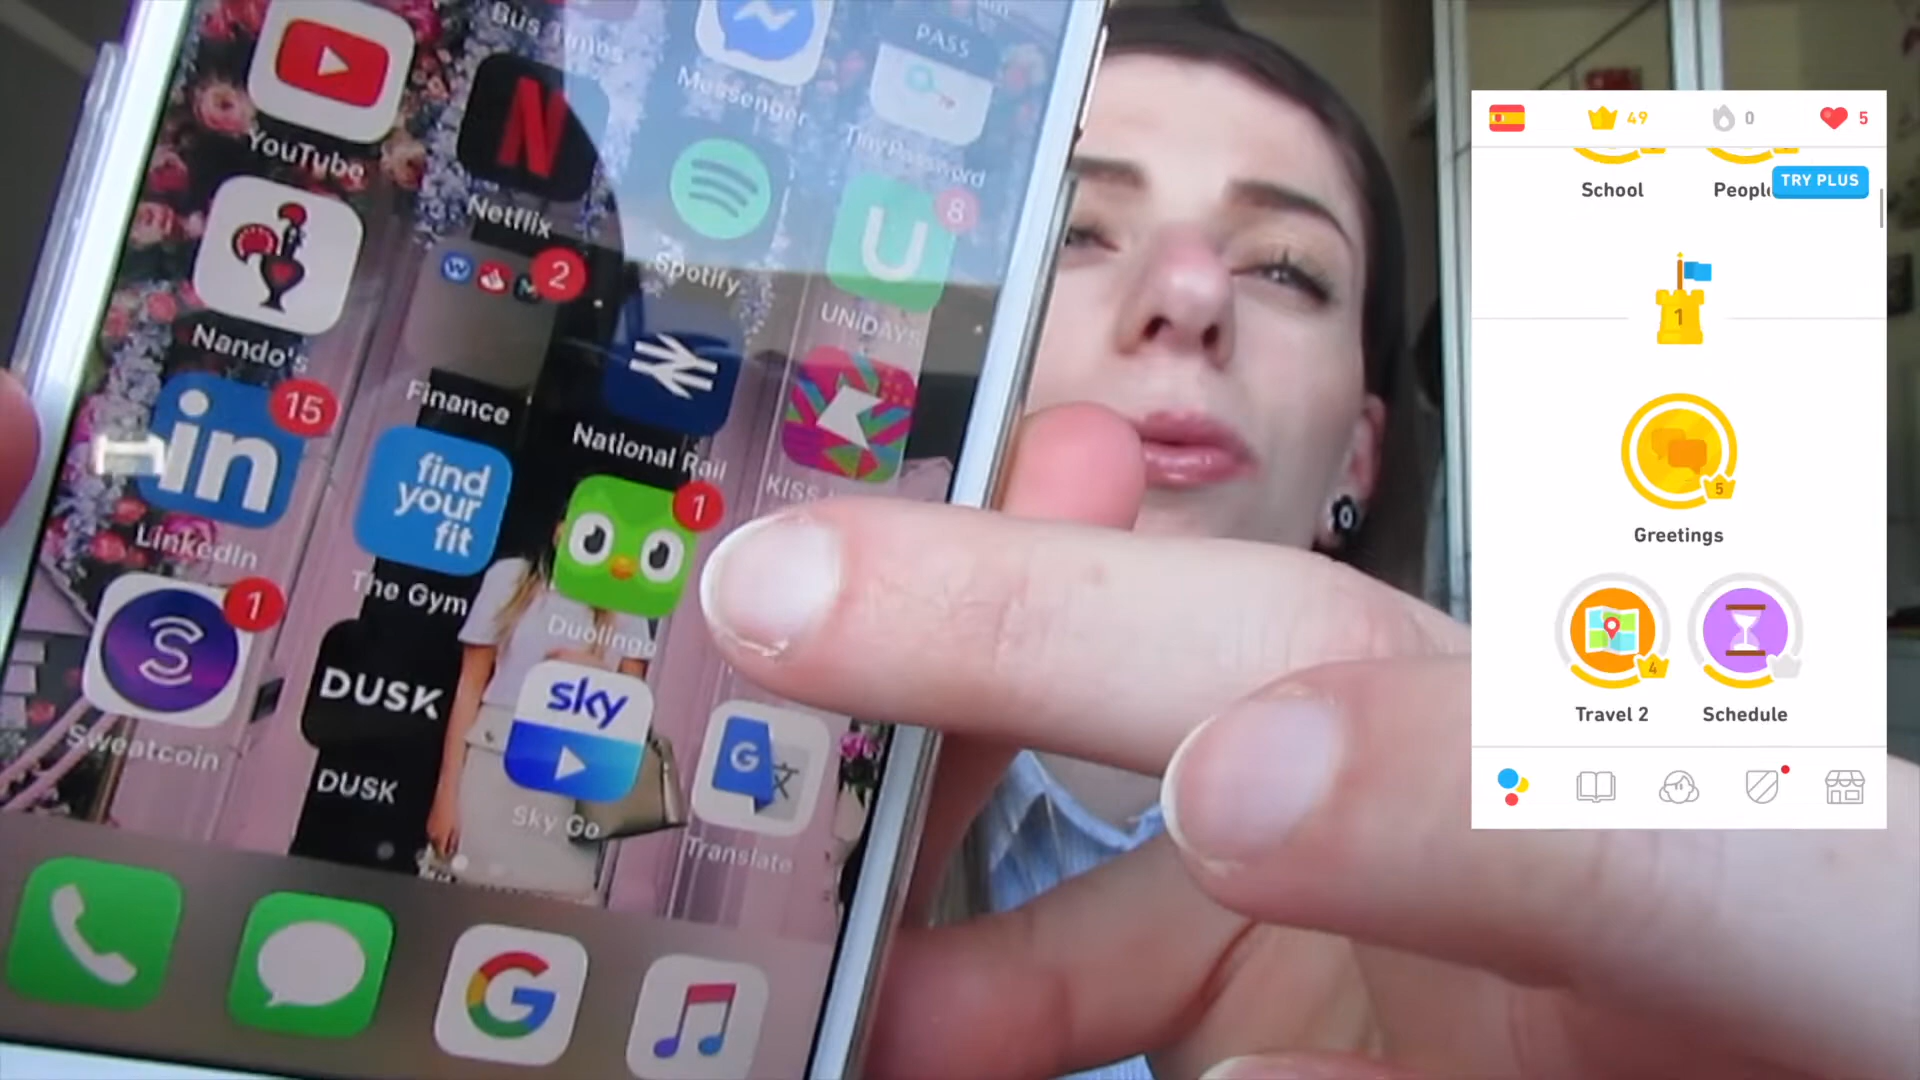 Bus Times
Messenger
PASS
YouTube
Netflix
Spotify
TinyPassword
8
UNiDAYS
U
N
Nando's
2
W
Finance
National Rail
KISS
in
15
LinkedIn
find
your
fit
The Gym
1
Duolingo
S
1
Sweatcoin
DUSK
DUSK
sky
Sky Go
G
Translate
G
49
0
5
School
People
TRY PLUS
1
5
Greetings
4
Travel 2
Schedule